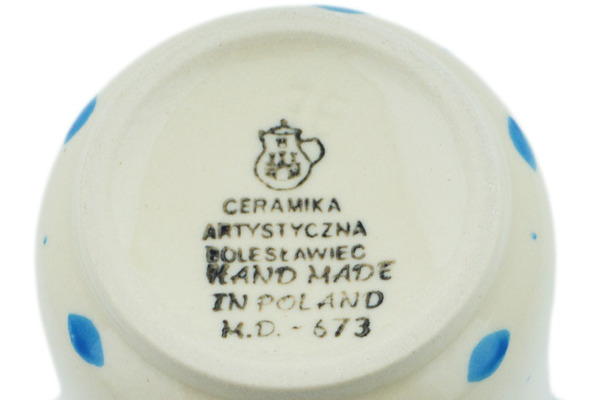 CERAMIKA
ARTYSTYCZNA
BOLESŁAWIEC
HAND MADE
IN POLAND
M.D. - 673